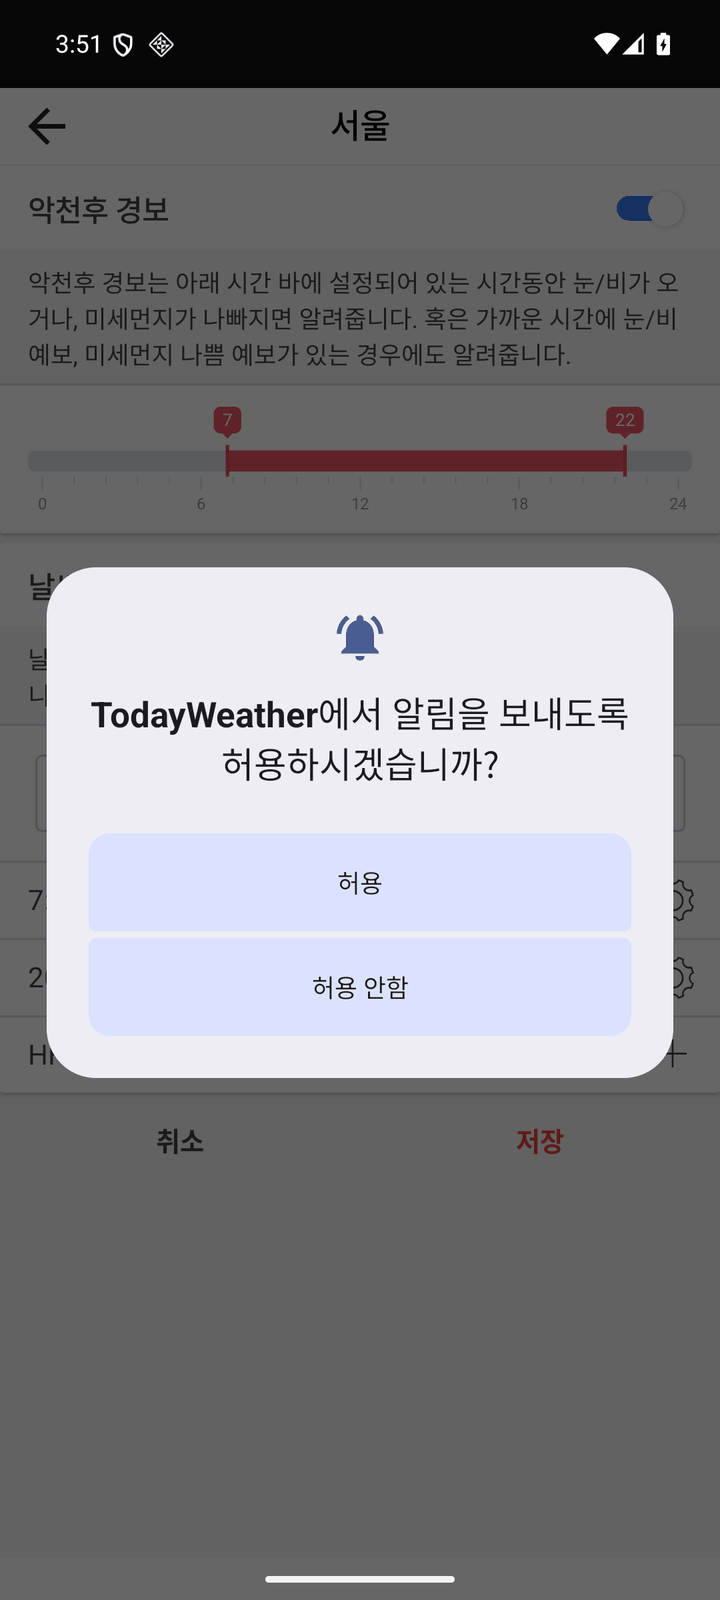 3:51
서울
악천후 경보
악천후 경보는 아래 시간 바에 설정되어 있는 시간동안 눈/비가 오
거나, 미세먼지가 나빠지면 알려줍니다. 혹은 가까운 시간에 눈/비
예보, 미세먼지 나쁨 예보가 있는 경우에도 알려줍니다.
7 22
0 6 12 18 24
TodayWeather에서 알림을 보내도록
허용하시겠습니까?
허용
허용 안함
취소 저장